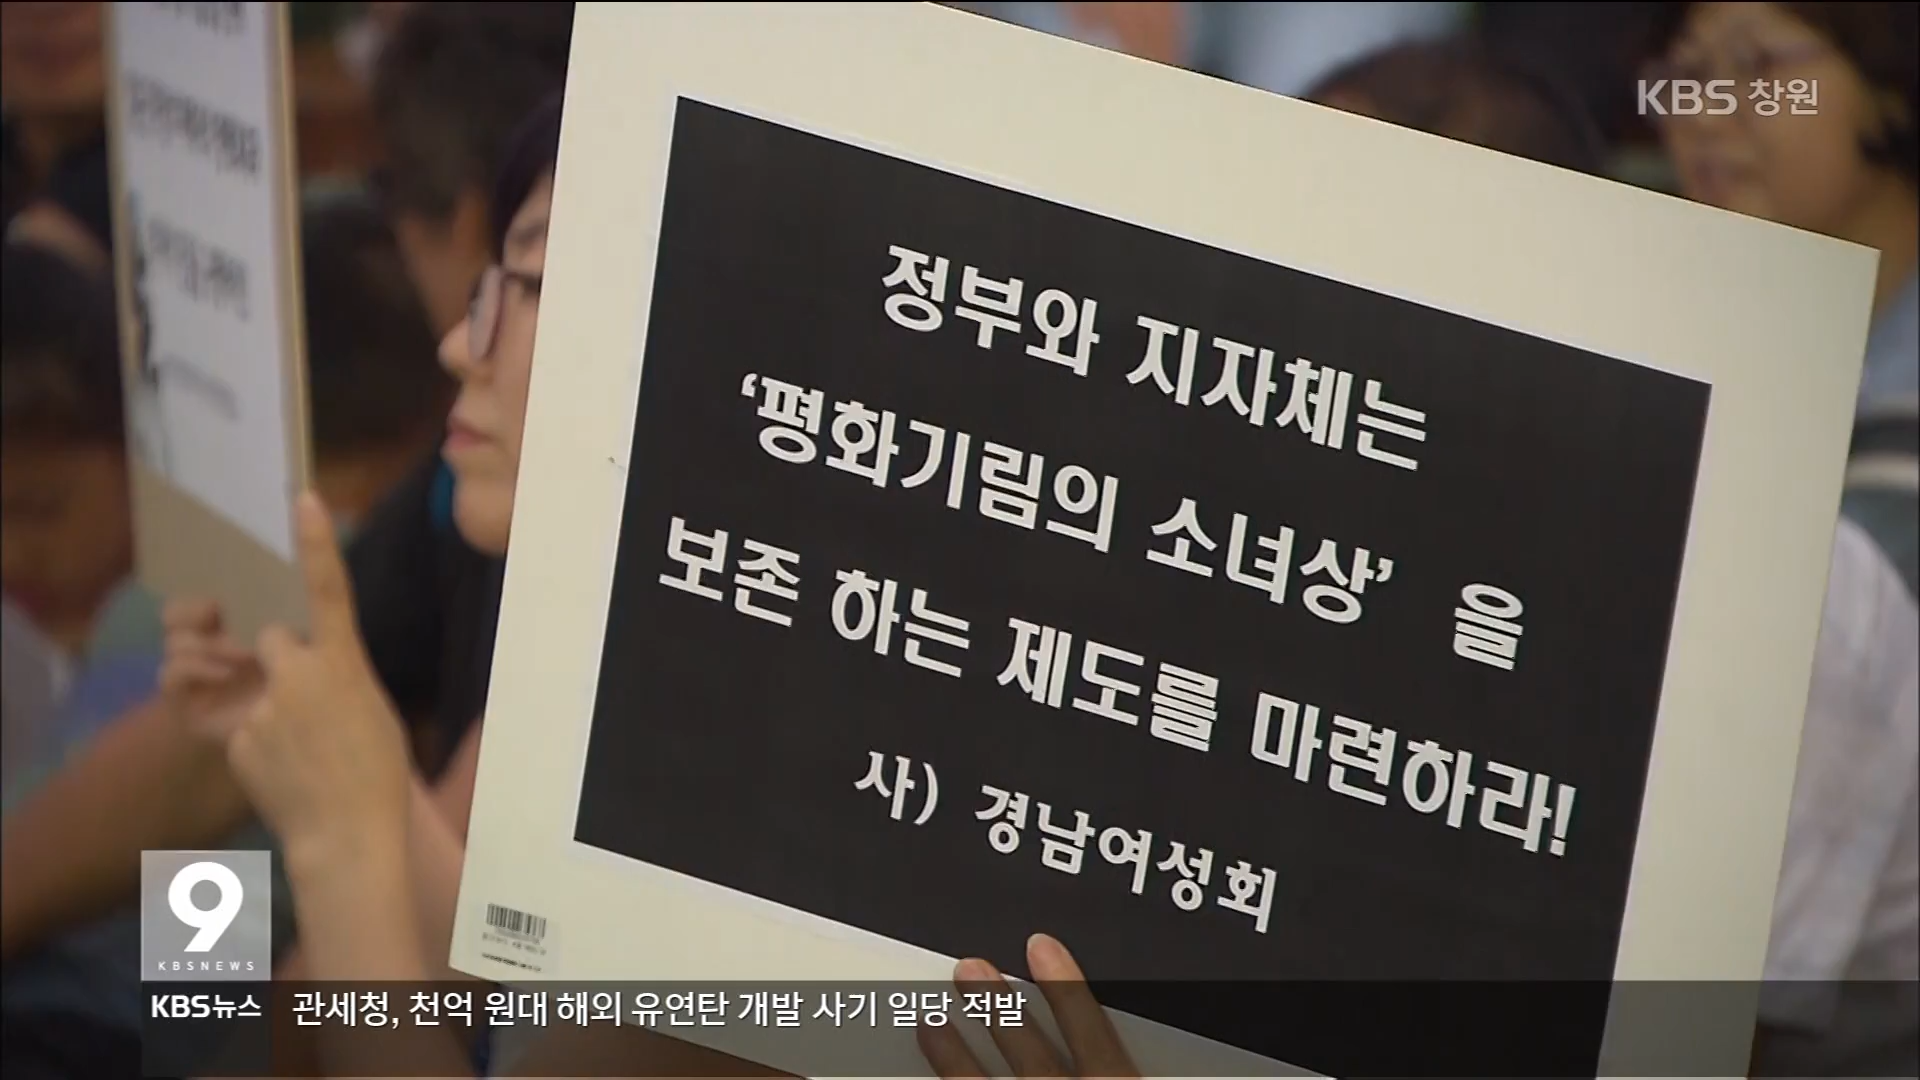 KBS 창원
정부와 지자체는
‘평화기림의 소녀상’ 을
보존 하는 제도를 마련하라!
사) 경남여성회
9
KBSNEWS
KBS뉴스 관세청, 천억 원대 해외 유연탄 개발 사기 일당 적발